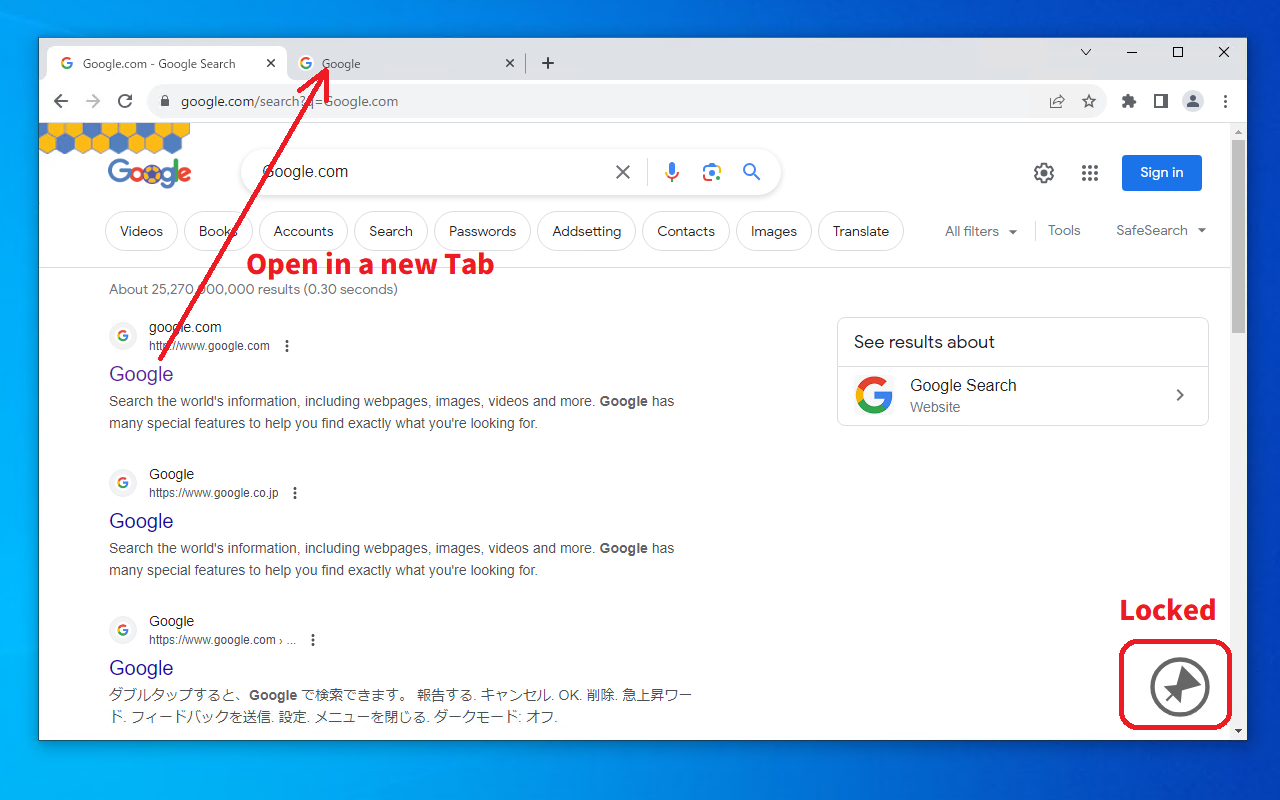 Google.com - Google Search
Google
google.com/search?q=Google.com
Google
Google.com
Sign in
Videos
Books
Accounts
Search
Passwords
Addsetting
Contacts
Images
Translate
All filters
Tools
SafeSearch
Open in a new Tab
About 25,270,000,000 results (0.30 seconds)
google.com
http://www.google.com
Google
Search the world's information, including webpages, images, videos and more. Google has
many special features to help you find exactly what you're looking for.
See results about
Google Search
Website
Google
https://www.google.co.jp
Google
Search the world's information, including webpages, images, videos and more. Google has
many special features to help you find exactly what you're looking for.
Google
https://www.google.com › ...
Google
ダブルタップすると、Google で検索できます。 報告する. キャンセル. OK. 削除. 急上昇ワー
ド. フィードバックを送信. 設定. メニューを閉じる. ダークモード: オフ.
Locked